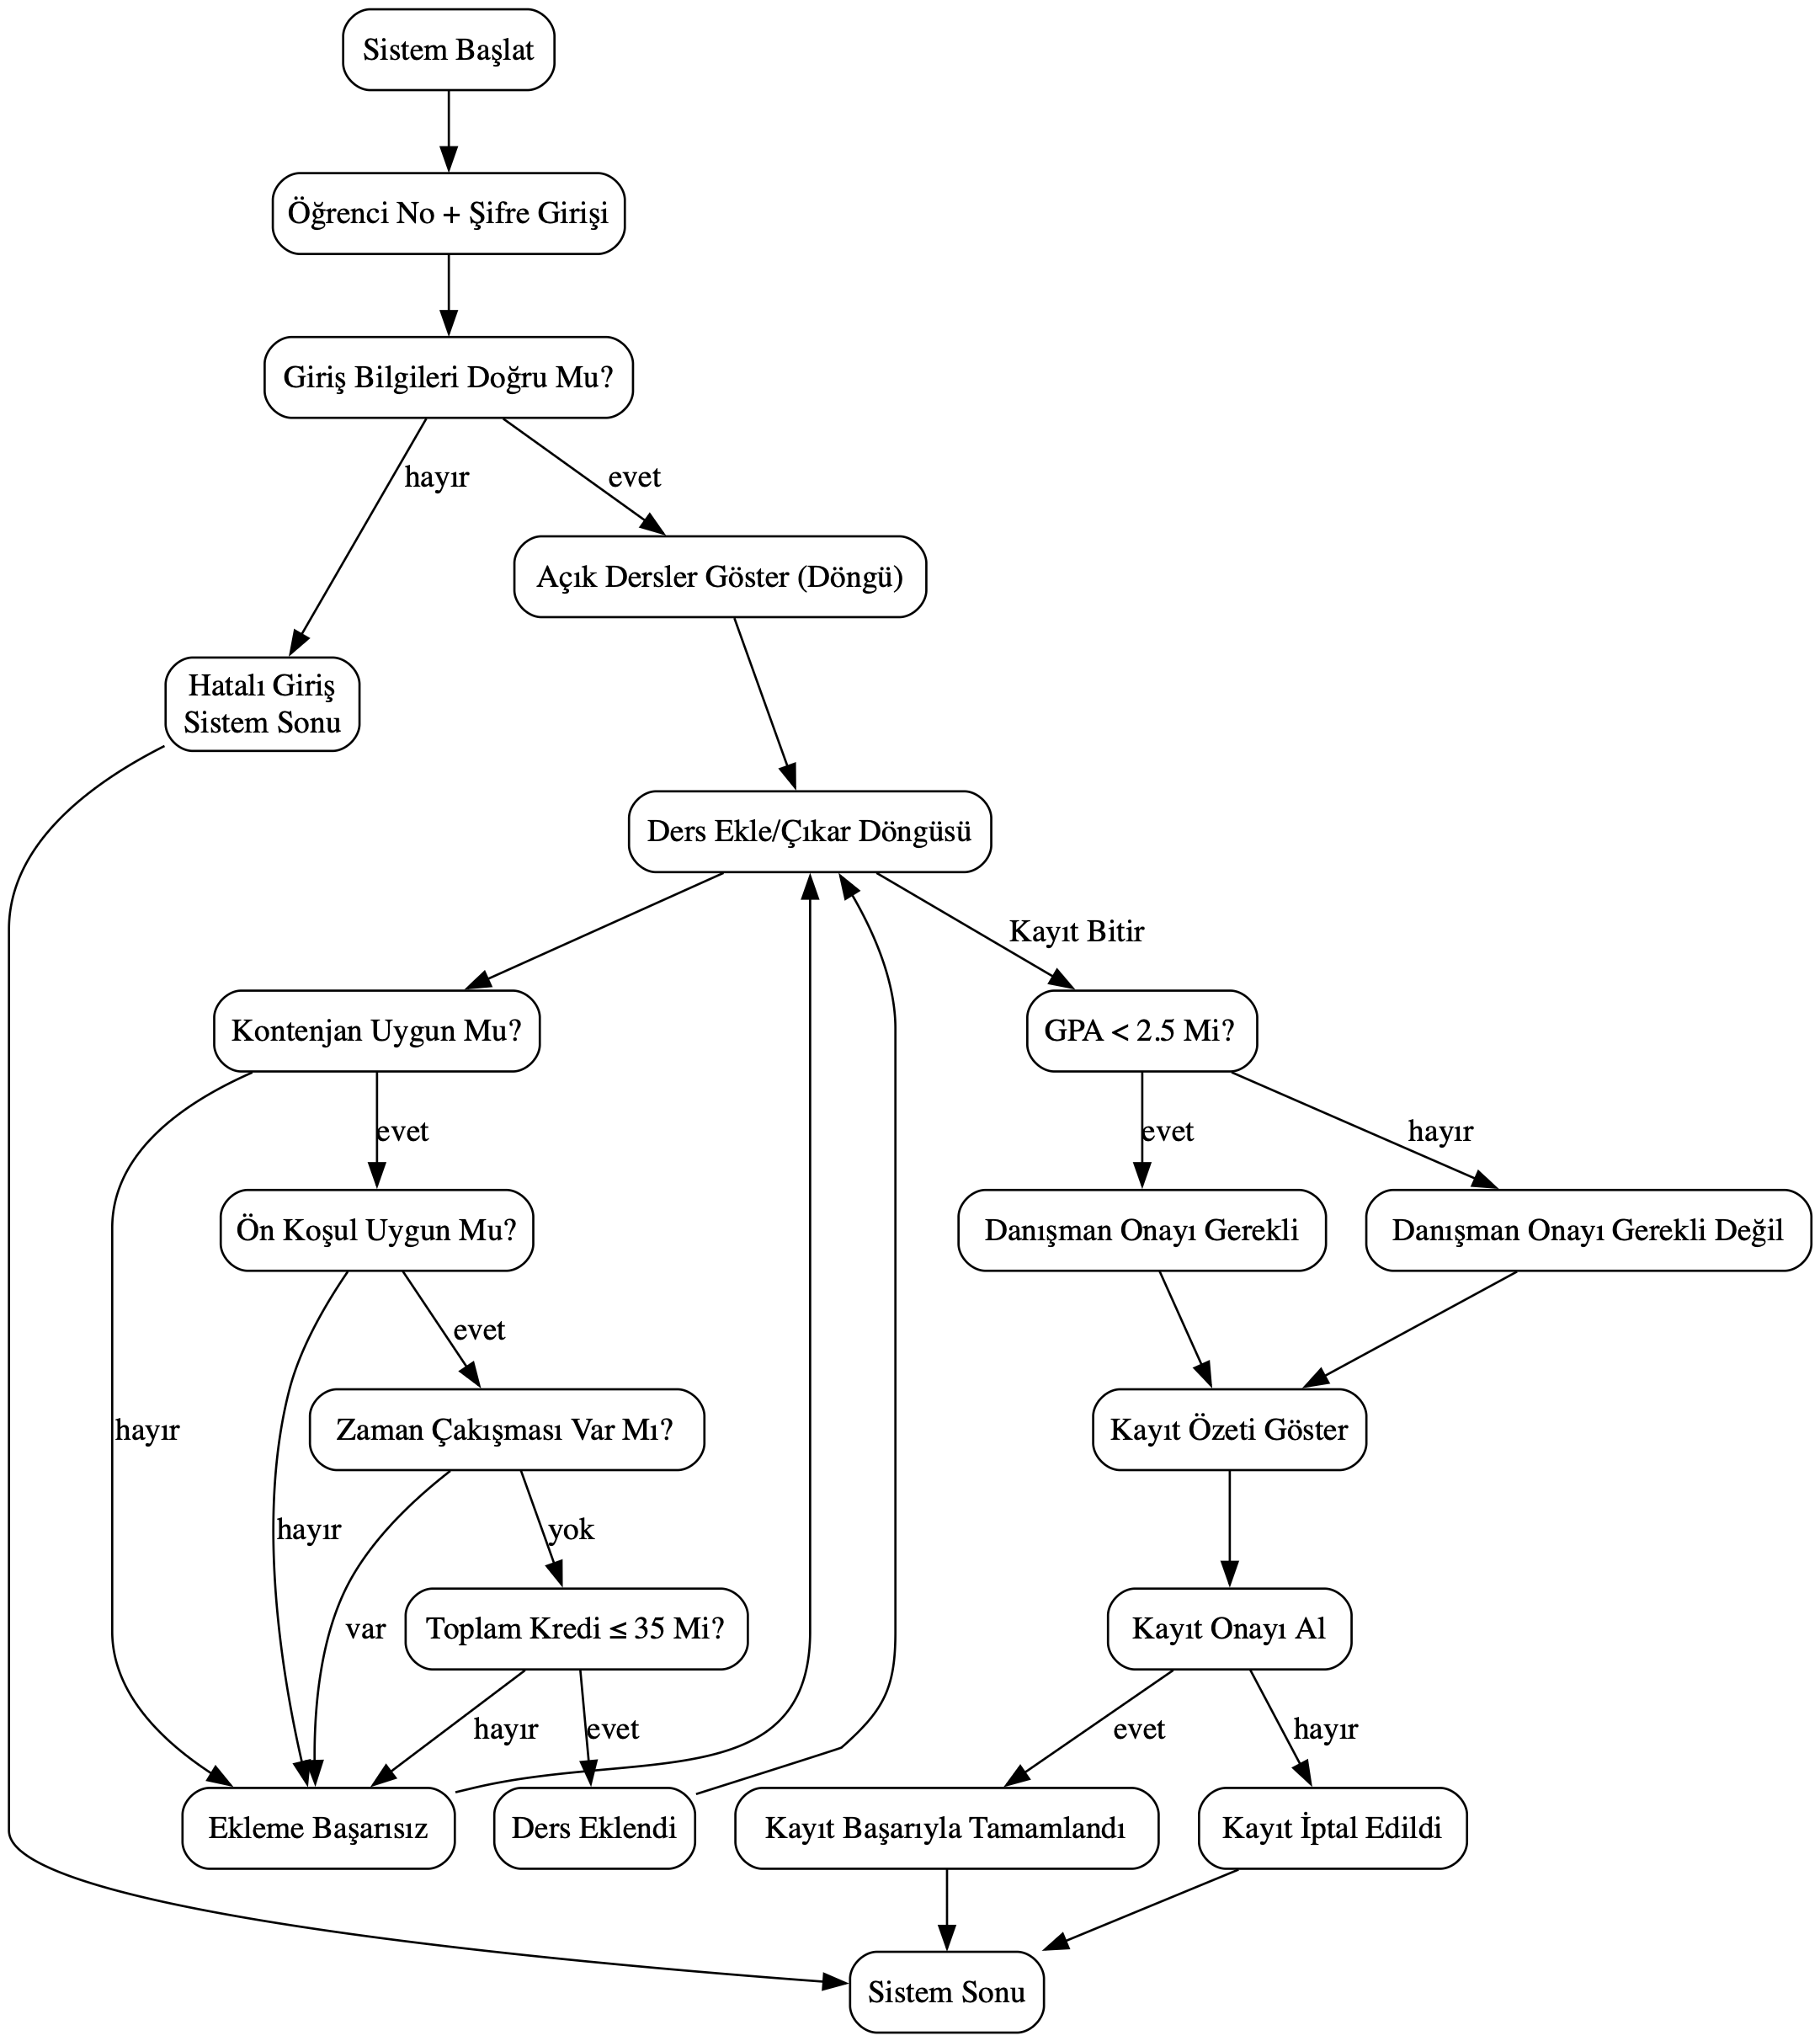 Sistem Başlat
Öğrenci No + Şifre Girişi
Giriş Bilgileri Doğru Mu?
hayır
evet
Açık Dersler Göster (Döngü)
Hatalı Giriş
Sistem Sonu
Ders Ekle/Çıkar Döngüsü
Kayıt Bitir
Kontenjan Uygun Mu?
GPA < 2.5 Mi?
evet
evet
hayır
Ön Koşul Uygun Mu?
Danışman Onayı Gerekli
Danışman Onayı Gerekli Değil
evet
hayır
Zaman Çakışması Var Mı?
Kayıt Özeti Göster
hayır
yok
var
Toplam Kredi ≤ 35 Mi?
Kayıt Onayı Al
hayır
evet
evet
hayır
Ekleme Başarısız
Ders Eklendi
Kayıt Başarıyla Tamamlandı
Kayıt İptal Edildi
Sistem Sonu